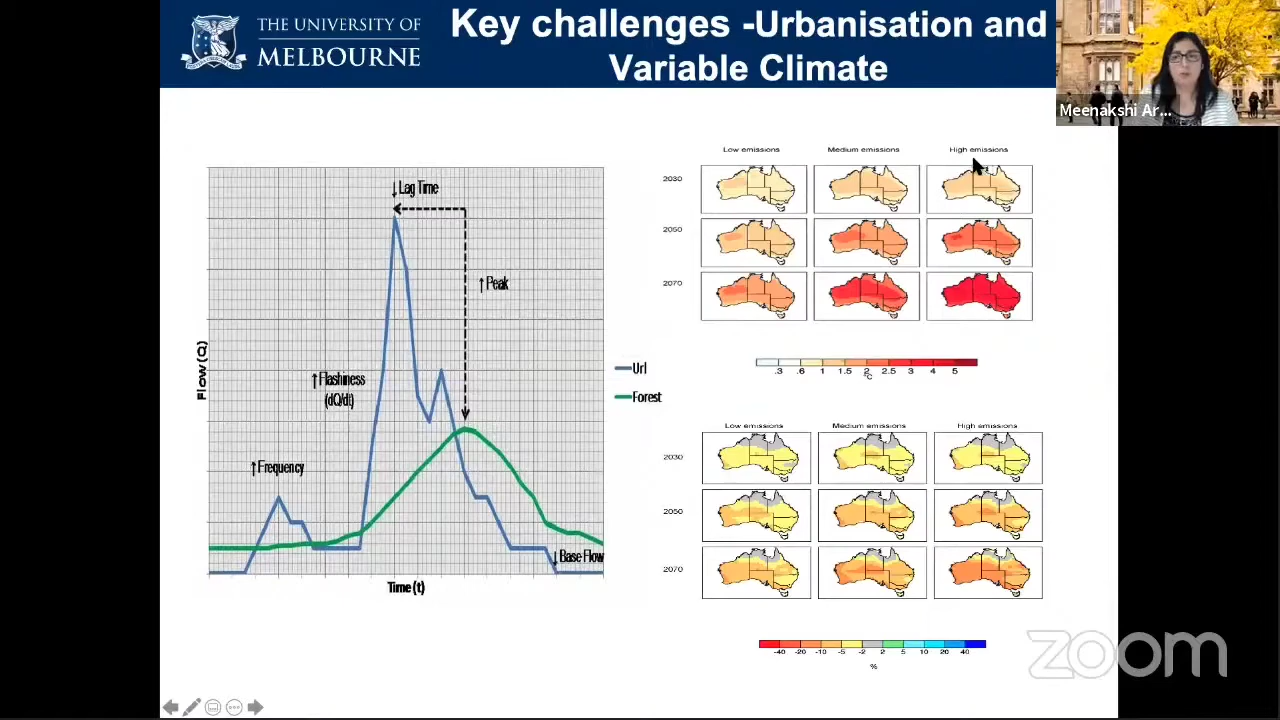 THE UNIVERSITY OF
MELBOURNE
Key challenges -Urbanisation and
Variable Climate
Meenakshi Ar...
↓ Lag Time
↑ Peak
↑ Flashiness
(dQ/dt)
↑ Frequency
↓ Base Flow
Flow (Q)
Time (t)
Url
Forest
Low emissions
Medium emissions
High emissions
2030
2050
2070
.3 .6 1 1.5 2 2.5 3 4 5
°C
Low emissions
Medium emissions
High emissions
2030
2050
2070
-40 -20 -10 -5 -2 2 5 10 20 40
%
zoom